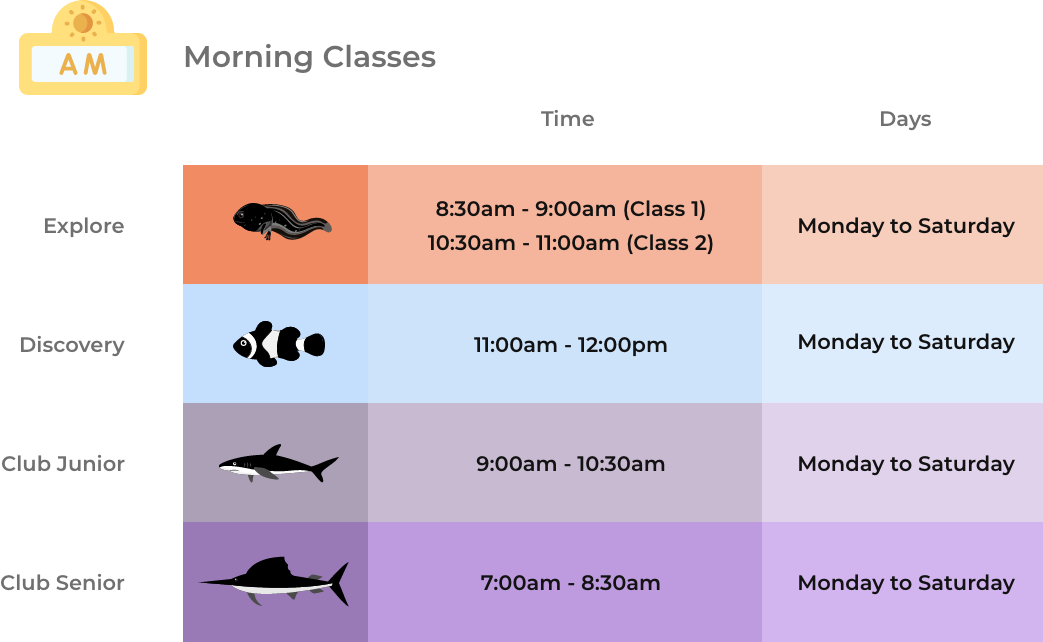 AM
Morning Classes
Time Days
Explore
8:30am - 9:00am (Class 1)
10:30am - 11:00am (Class 2)
Monday to Saturday
Discovery 11:00am - 12:00pm Monday to Saturday
Club Junior 9:00am - 10:30am Monday to Saturday
Club Senior 7:00am - 8:30am Monday to Saturday